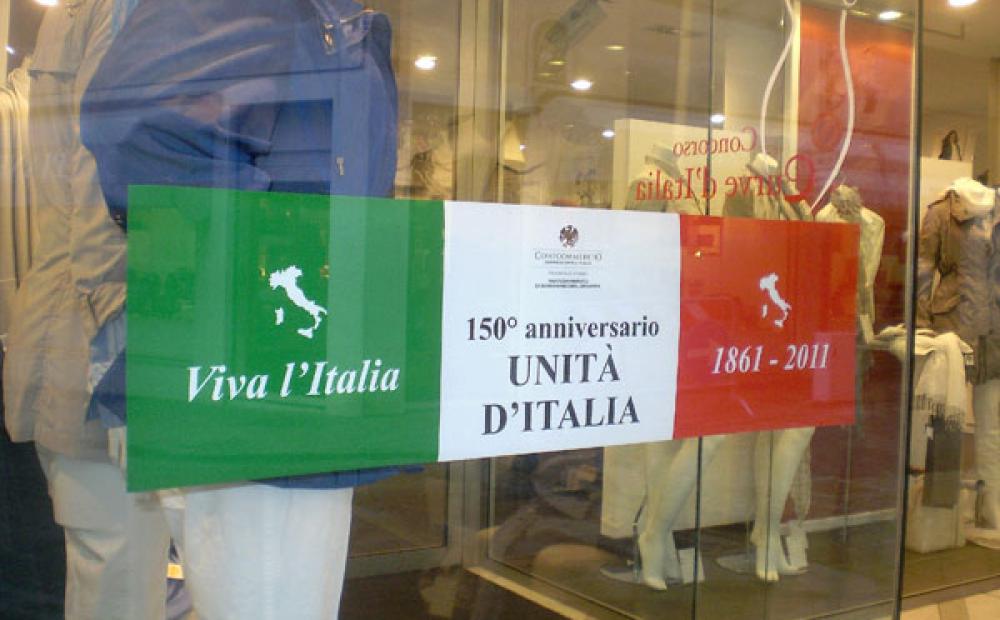 Concorso
Curve d'Italia
CONFCOMMERCIO
150° anniversario
UNITÀ
D'ITALIA
Viva l'Italia
1861 - 2011